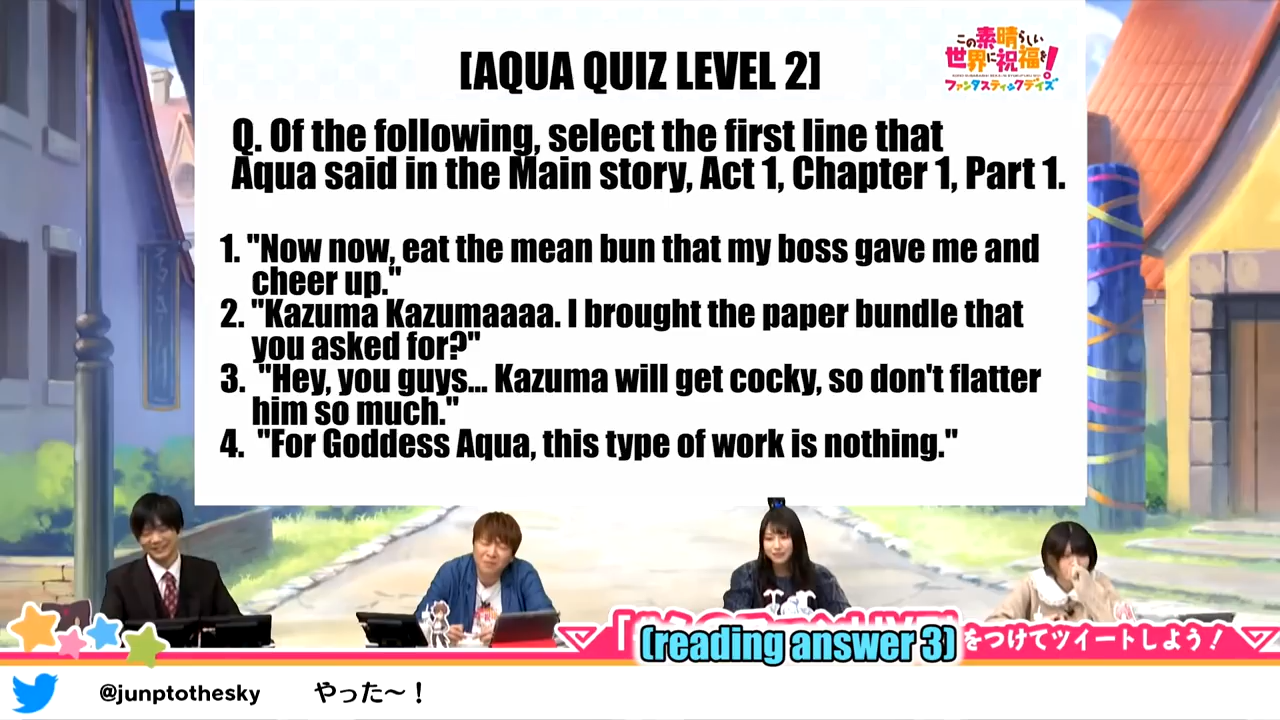 [AQUA QUIZ LEVEL 2]
この素晴らしい
世界に祝福を!
ファンタスティックデイズ
Q. Of the following, select the first line that
Aqua said in the Main story, Act 1, Chapter 1, Part 1.
1. "Now now, eat the mean bun that my boss gave me and
cheer up."
2. "Kazuma Kazumaaaa. I brought the paper bundle that
you asked for?"
3. "Hey, you guys... Kazuma will get cocky, so don't flatter
him so much."
4. "For Goddess Aqua, this type of work is nothing."
(reading answer 3)
をつけてツイートしよう!
@junptothesky やった〜!